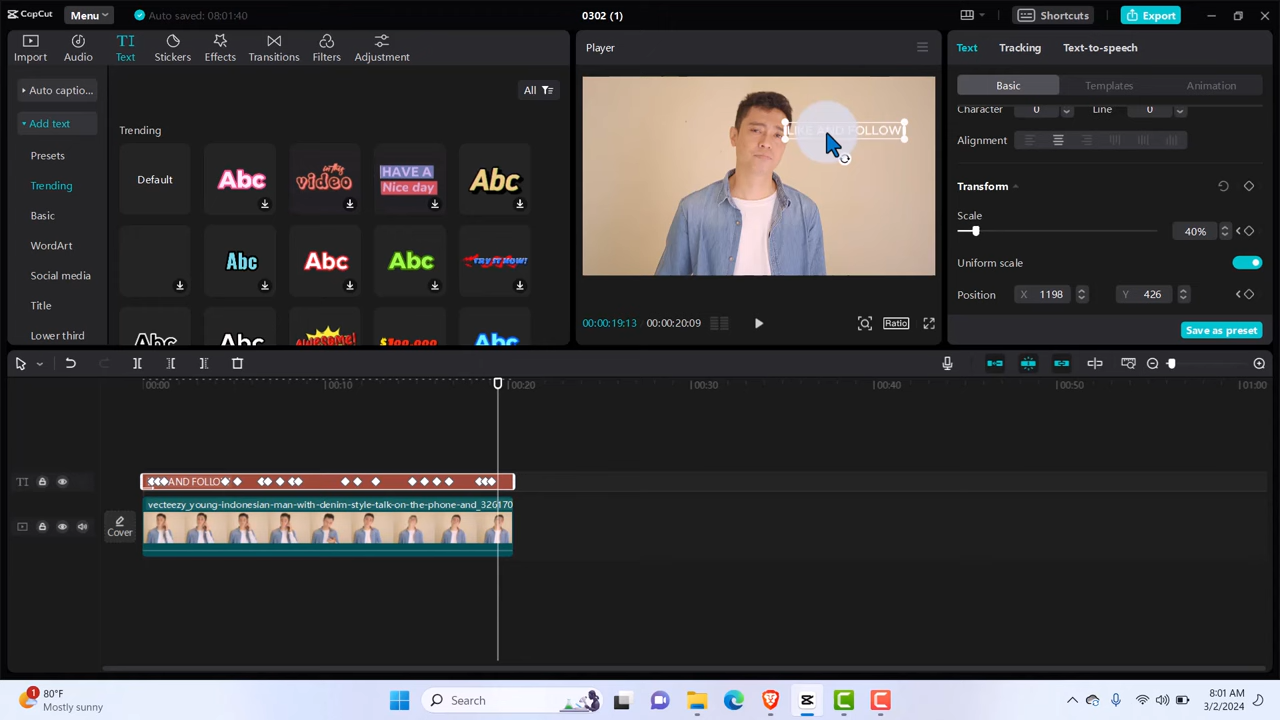 CapCut
Menu
Auto saved: 08:01:40
0302 (1)
Shortcuts
Export
Import
Audio
Text
Stickers
Effects
Transitions
Filters
Adjustment
Auto captio...
Add text
Presets
Trending
Basic
WordArt
Social media
Title
Lower third
All
Trending
Default
Abc
video
HAVE A
Nice day
Abc
Abc
Abc
Abc
TRY IT NOW!
Abc
Abc
AWESOME
$100,000
Abc
Player
LIKE AND FOLLOW
00:00:19:13
00:00:20:09
Ratio
Text
Tracking
Text-to-speech
Basic
Templates
Animation
Character
0
Line
0
Alignment
Transform
Scale
40%
Uniform scale
Position
X 1198
Y 426
Save as preset
00:00
00:10
00:20
00:30
00:40
00:50
01:00
AND FOLLO
vecteezy_young-indonesian-man-with-denim-style-talk-on-the-phone-and_326170
Cover
1
80°F
Mostly sunny
Search
8:01 AM
3/2/2024